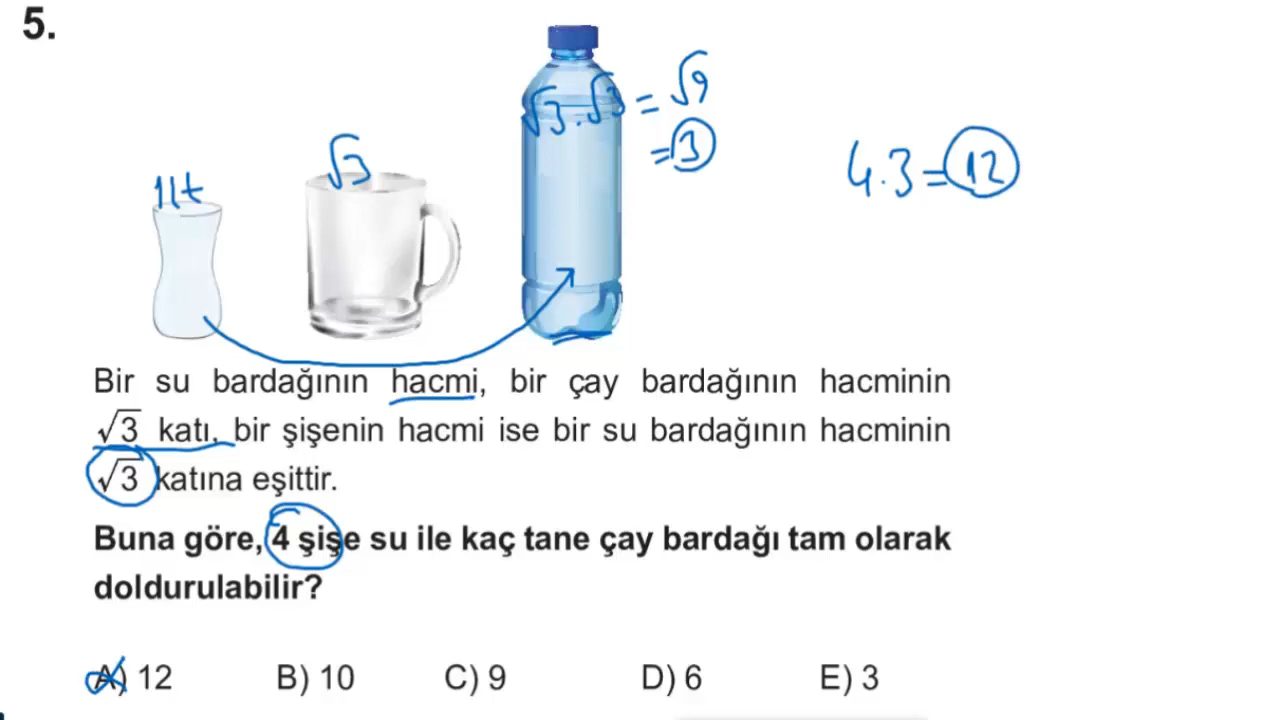 5.
√3.√3 = √9
= 3
4.3 = 12
√3
1lt
Bir su bardağının hacmi, bir çay bardağının hacminin
√3 katı, bir şişenin hacmi ise bir su bardağının hacminin
√3 katına eşittir.
Buna göre, 4 şişe su ile kaç tane çay bardağı tam olarak
doldurulabilir?
A) 12 B) 10 C) 9 D) 6 E) 3